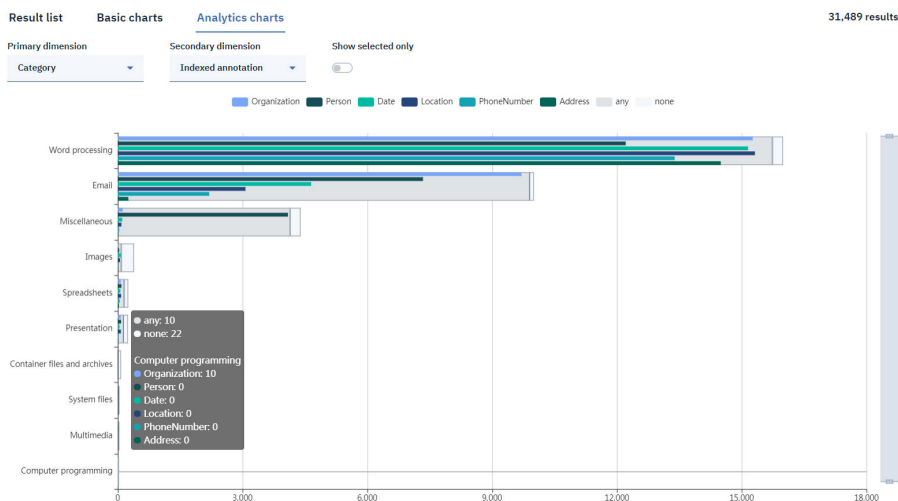 Result list Basic charts Analytics charts 31,489 results
Primary dimension Secondary dimension Show selected only
Category Indexed annotation
Organization Person Date Location PhoneNumber Address any none
Word processing
Email
Miscellaneous
Images
Spreadsheets
Presentation
Container files and archives
System files
Multimedia
Computer programming
any: 10
none: 22
Computer programming
Organization: 10
Person: 0
Date: 0
Location: 0
PhoneNumber: 0
Address: 0
0 3.000 6.000 9.000 12.000 15.000 18.000